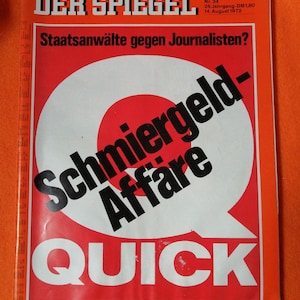 DER SPIEGEL
Staatsanwälte gegen Journalisten?
Schmiergeld-
Affäre
QUICK